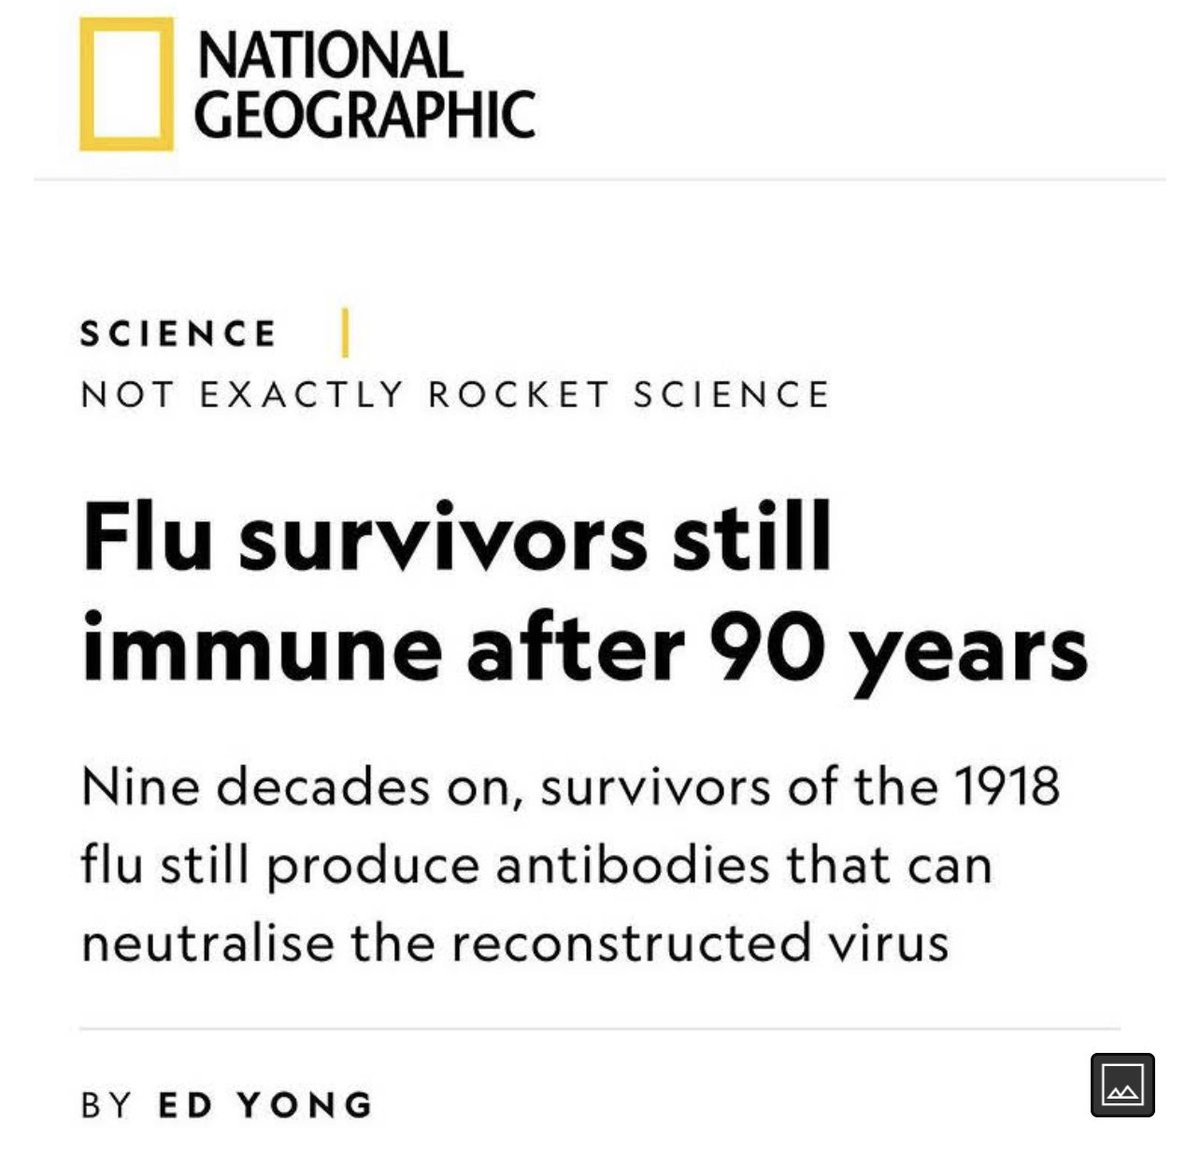 NATIONAL
GEOGRAPHIC
SCIENCE
NOT EXACTLY ROCKET SCIENCE
Flu survivors still
immune after 90 years
Nine decades on, survivors of the 1918
flu still produce antibodies that can
neutralise the reconstructed virus
BY ED YONG